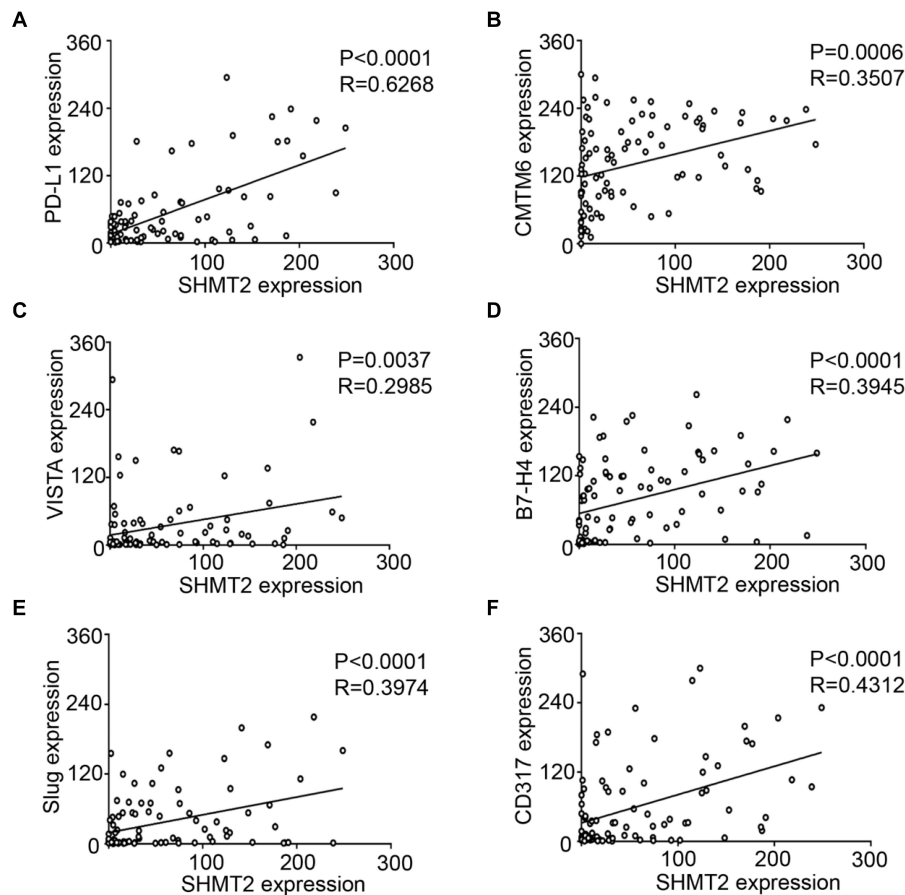 A
PD-L1 expression
360
240
120
0
100
200
300
SHMT2 expression
P<0.0001
R=0.6268
B
CMTM6 expression
360
240
120
0
100
200
300
SHMT2 expression
P=0.0006
R=0.3507
C
VISTA expression
360
240
120
0
100
200
300
SHMT2 expression
P=0.0037
R=0.2985
D
B7-H4 expression
360
240
120
0
100
200
300
SHMT2 expression
P<0.0001
R=0.3945
E
Slug expression
360
240
120
0
100
200
300
SHMT2 expression
P<0.0001
R=0.3974
F
CD317 expression
360
240
120
0
100
200
300
SHMT2 expression
P<0.0001
R=0.4312